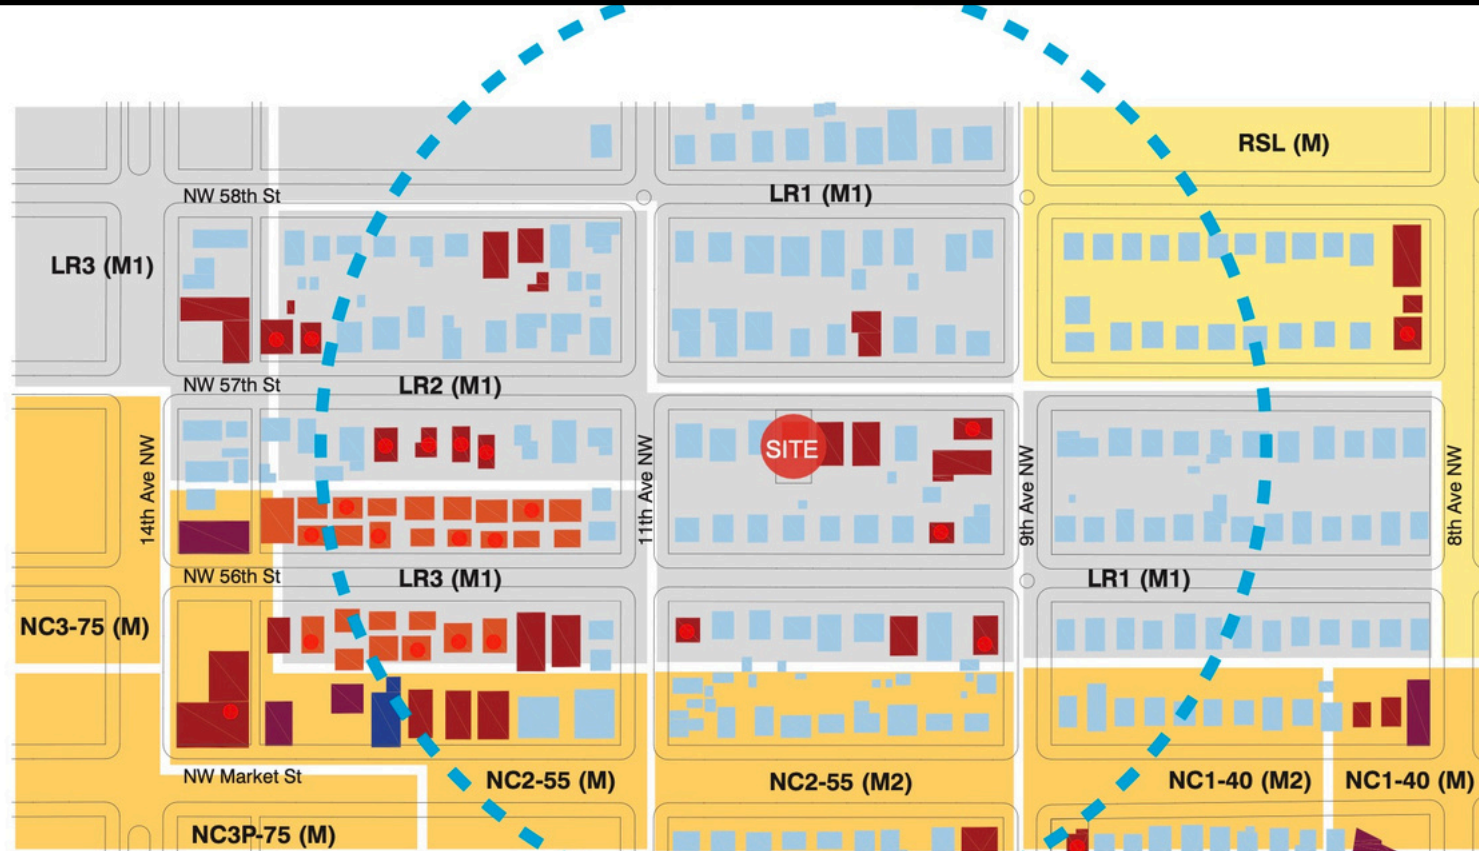 RSL (M)
NW 58th St
LR1 (M1)
LR3 (M1)
NW 57th St
LR2 (M1)
SITE
14th Ave NW
11th Ave NW
9th Ave NW
8th Ave NW
NW 56th St
LR3 (M1)
LR1 (M1)
NC3-75 (M)
NW Market St
NC2-55 (M)
NC2-55 (M2)
NC1-40 (M2)
NC1-40 (M)
NC3P-75 (M)